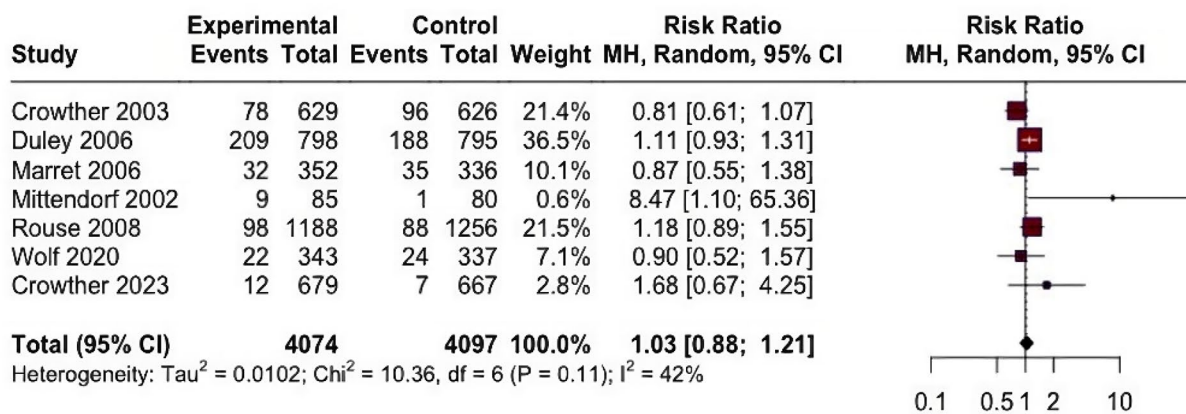 Experimental Control Risk Ratio Risk Ratio
Study Events Total Events Total Weight MH, Random, 95% CI MH, Random, 95% CI
Crowther 2003 78 629 96 626 21.4% 0.81 [0.61; 1.07]
Duley 2006 209 798 188 795 36.5% 1.11 [0.93; 1.31]
Marret 2006 32 352 35 336 10.1% 0.87 [0.55; 1.38]
Mittendorf 2002 9 85 1 80 0.6% 8.47 [1.10; 65.36]
Rouse 2008 98 1188 88 1256 21.5% 1.18 [0.89; 1.55]
Wolf 2020 22 343 24 337 7.1% 0.90 [0.52; 1.57]
Crowther 2023 12 679 7 667 2.8% 1.68 [0.67; 4.25]
Total (95% CI) 4074 4097 100.0% 1.03 [0.88; 1.21]
Heterogeneity: Tau² = 0.0102; Chi² = 10.36, df = 6 (P = 0.11); I² = 42%
0.1 0.5 1 2 10